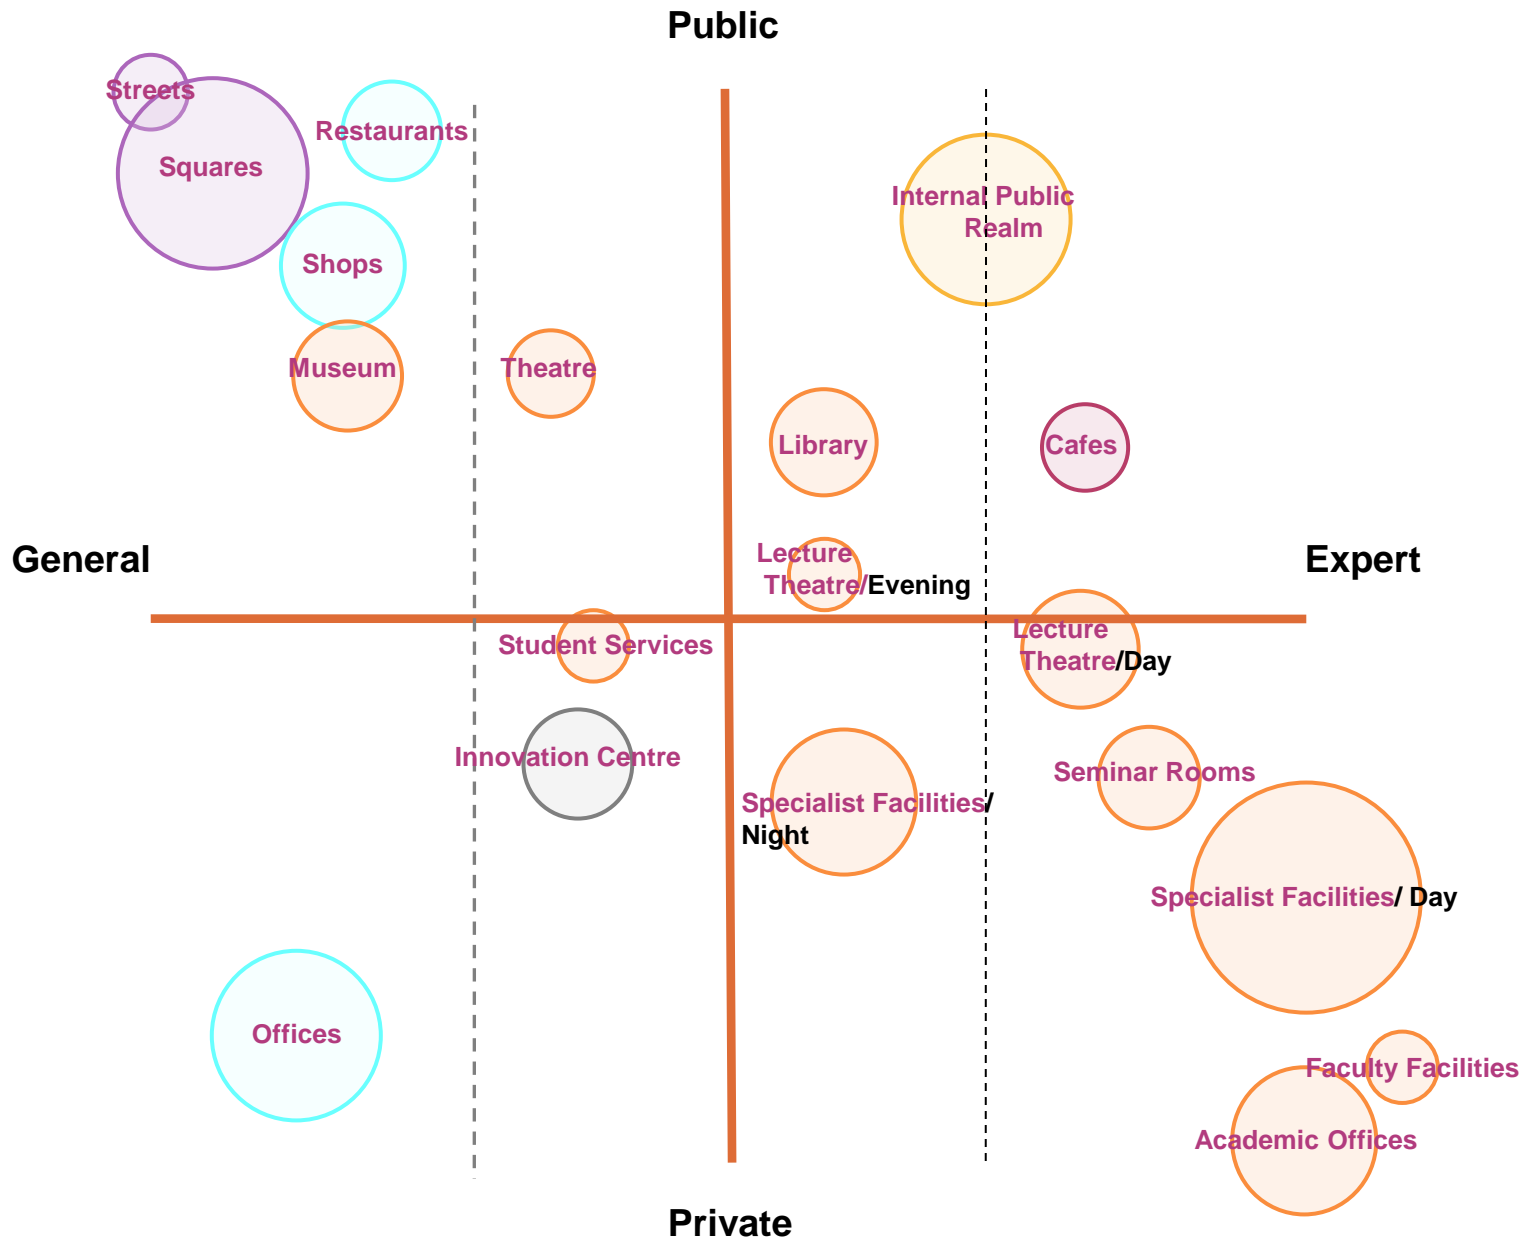 Public
Streets
Restaurants
Squares
Internal Public
Realm
Shops
Museum
Theatre
Library
Cafes
General
Expert
Lecture
Theatre/Evening
Student Services
Lecture
Theatre/Day
Innovation Centre
Seminar Rooms
Specialist Facilities/
Night
Specialist Facilities/ Day
Offices
Faculty Facilities
Academic Offices
Private